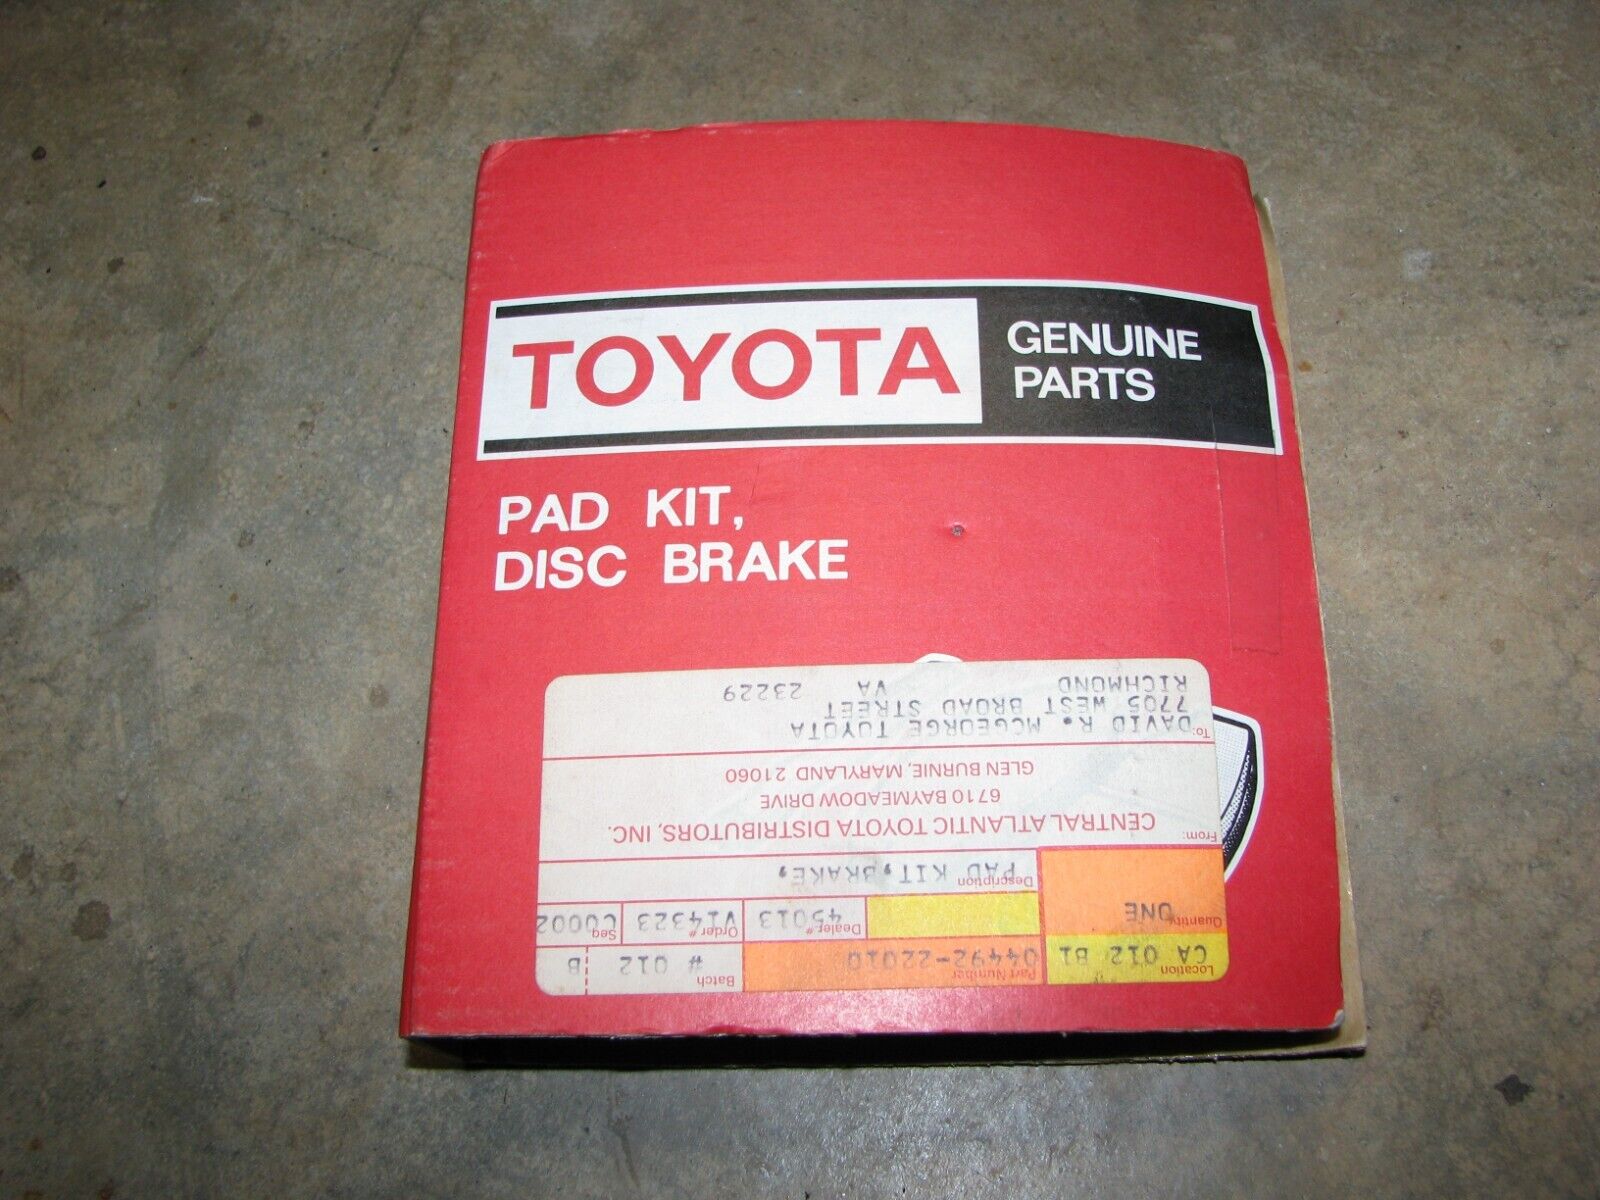 TOYOTA
GENUINE
PARTS
PAD KIT,
DISC BRAKE
Location
CA 012 B1
Part Number
04492-22010
Batch
# 012
B
Quantity
ONE
Dealer#
45013
Order#
V14323
Seq
C0002
Description
PAD KIT,BRAKE,
From:
CENTRAL ATLANTIC TOYOTA DISTRIBUTORS, INC.
6710 BAYMEADOW DRIVE
GLEN BURNIE, MARYLAND 21060
To:
DAVID R. MCGEORGE TOYOTA
7705 WEST BROAD STREET
RICHMOND VA 23229